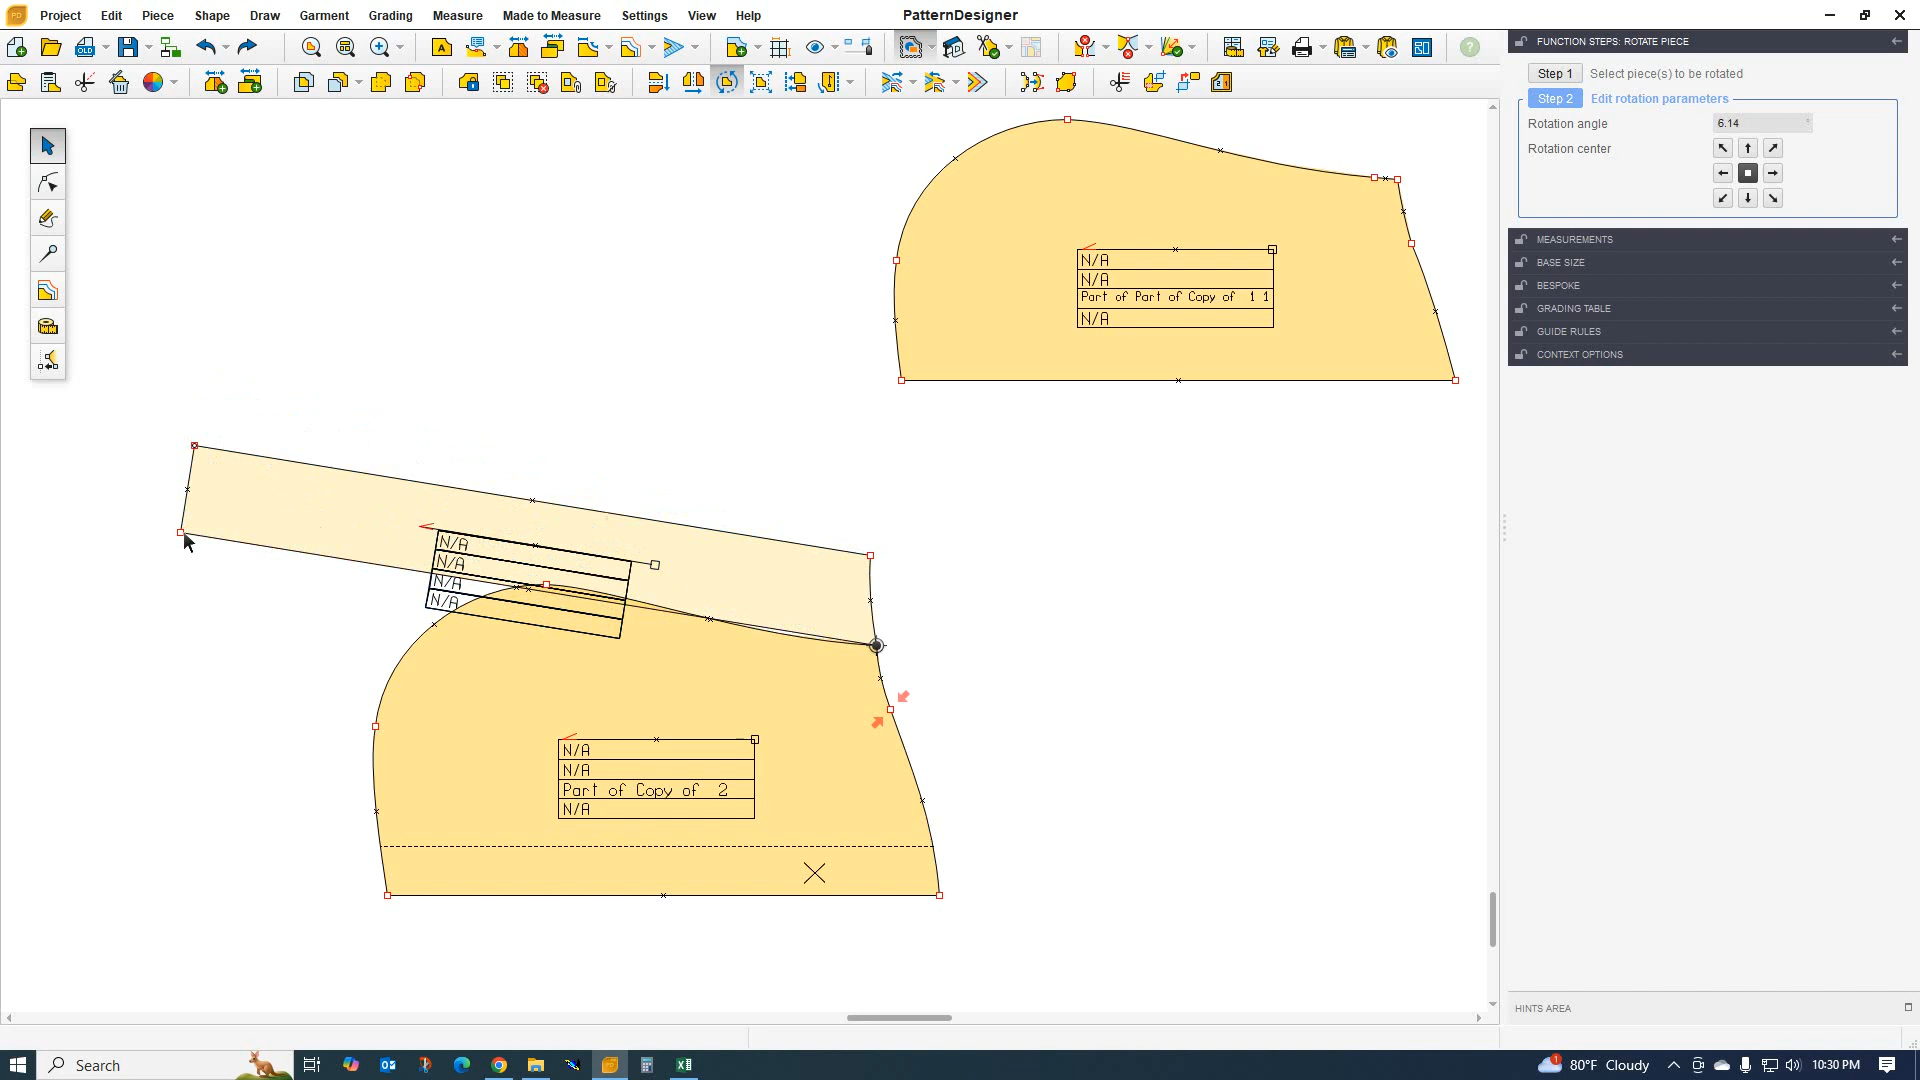 Project Edit Piece Shape Draw Garment Grading Measure Made to Measure Settings View Help
PatternDesigner
FUNCTION STEPS: ROTATE PIECE
Step 1 Select piece(s) to be rotated
Step 2 Edit rotation parameters
Rotation angle 6.14 °
Rotation center
MEASUREMENTS
BASE SIZE
BESPOKE
GRADING TABLE
GUIDE RULES
CONTEXT OPTIONS
N/A
N/A
Part of Part of Copy of 1 1
N/A
N/A
N/A
N/A
N/A
N/A
N/A
Part of Copy of 2
N/A
HINTS AREA
Search
80°F Cloudy
10:30 PM